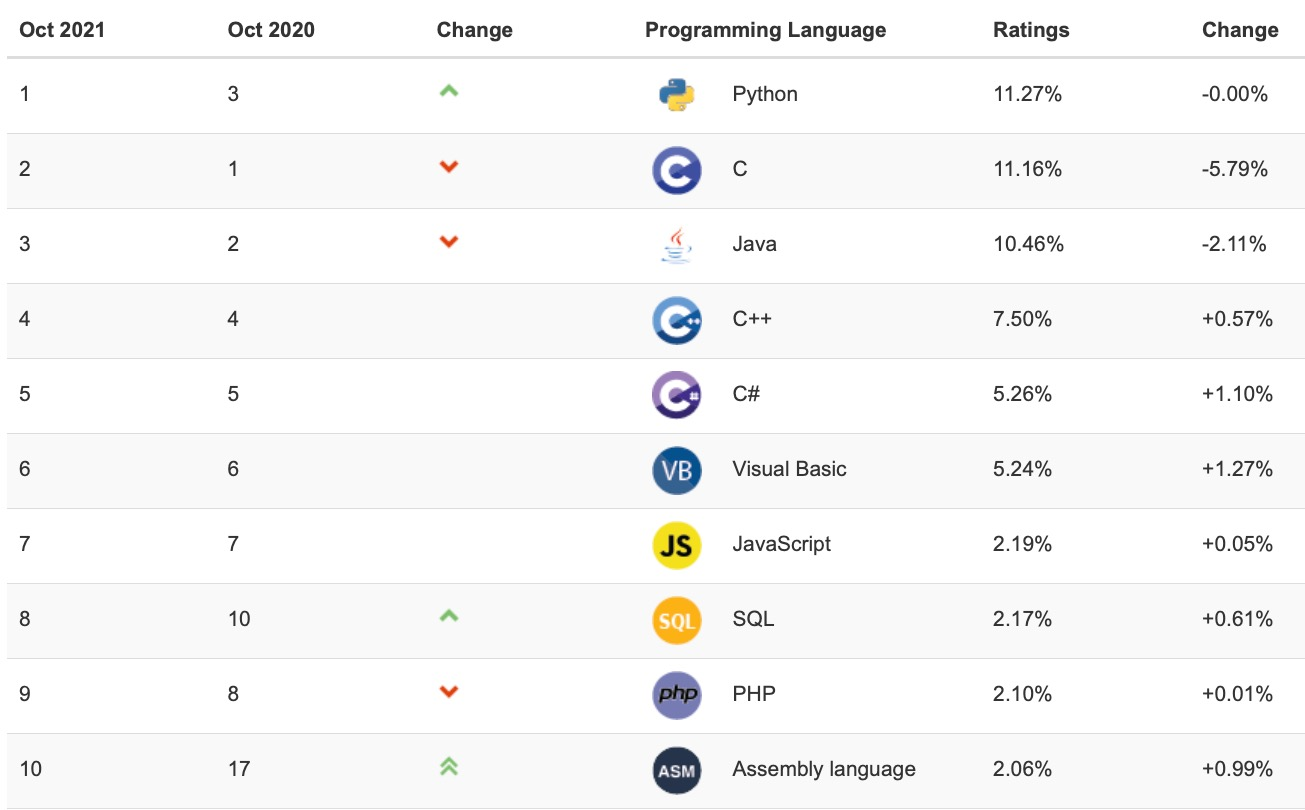 Oct 2021 Oct 2020 Change Programming Language Ratings Change
1 3 Python 11.27% -0.00%
2 1 C C 11.16% -5.79%
3 2 Java 10.46% -2.11%
4 4 C++ C++ 7.50% +0.57%
5 5 C# C# 5.26% +1.10%
6 6 VB Visual Basic 5.24% +1.27%
7 7 JS JavaScript 2.19% +0.05%
8 10 SQL SQL 2.17% +0.61%
9 8 php PHP 2.10% +0.01%
10 17 ASM Assembly language 2.06% +0.99%